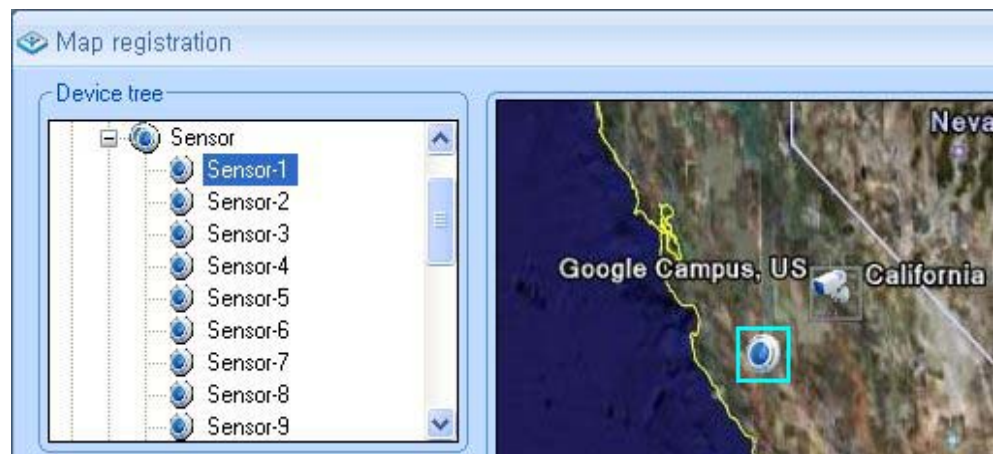 Map registration
Device tree
Sensor
Sensor-1
Sensor-2
Sensor-3
Sensor-4
Sensor-5
Sensor-6
Sensor-7
Sensor-8
Sensor-9
Neva
Google Campus, US
California